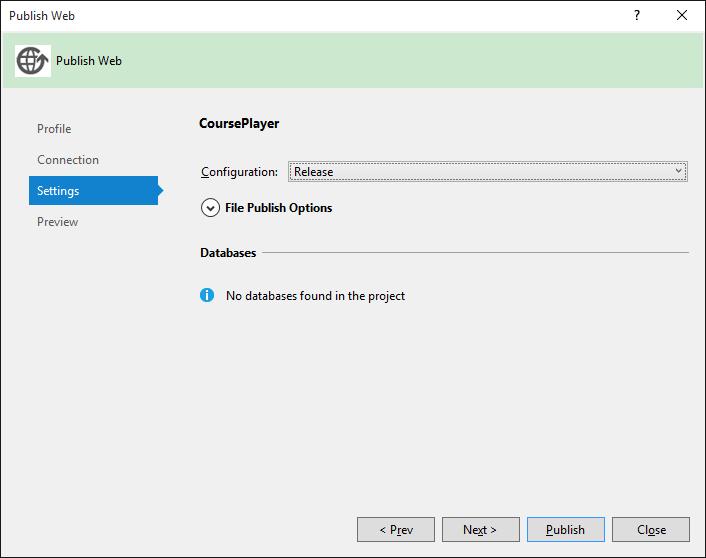 Publish Web
?
Publish Web
Profile
Connection
Settings
Preview
CoursePlayer
Configuration: Release
File Publish Options
Databases
No databases found in the project
< Prev Next > Publish Close